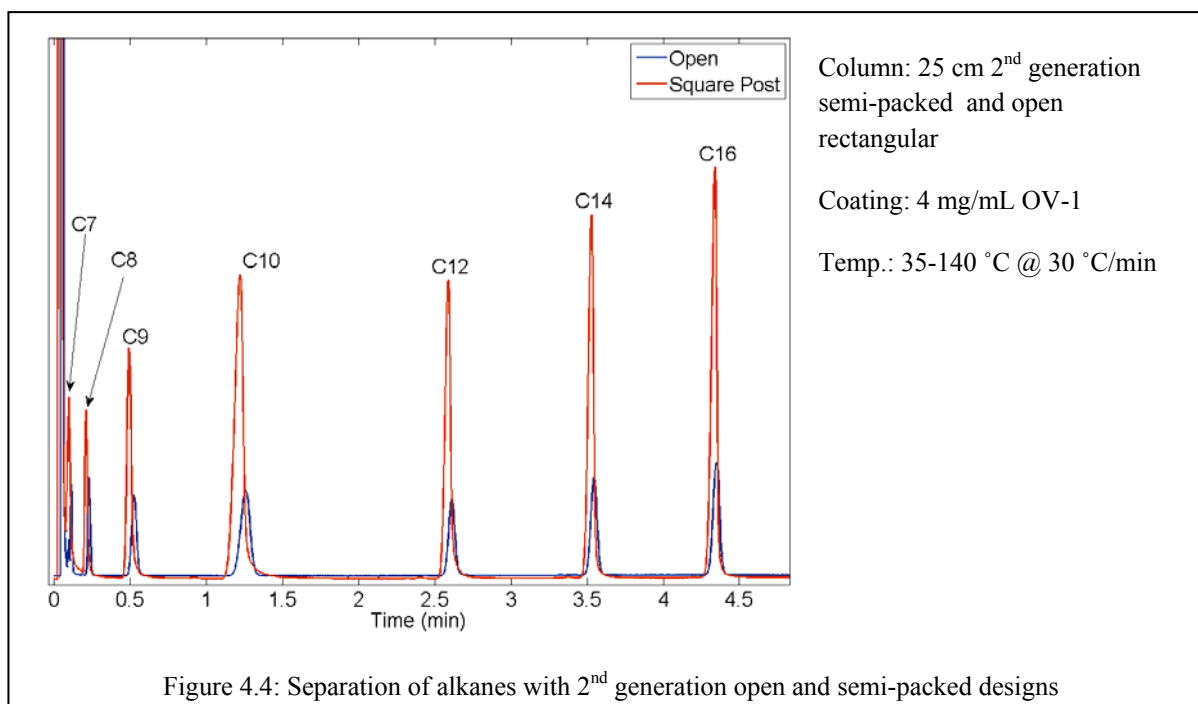 Open
Square Post
C7
C8
C9
C10
C12
C14
C16
0 0.5 1 1.5 2 2.5 3 3.5 4 4.5
Time (min)
Column: 25 cm 2nd generation
semi-packed and open
rectangular
Coating: 4 mg/mL OV-1
Temp.: 35-140 ˚C @ 30 ˚C/min
Figure 4.4: Separation of alkanes with 2nd generation open and semi-packed designs